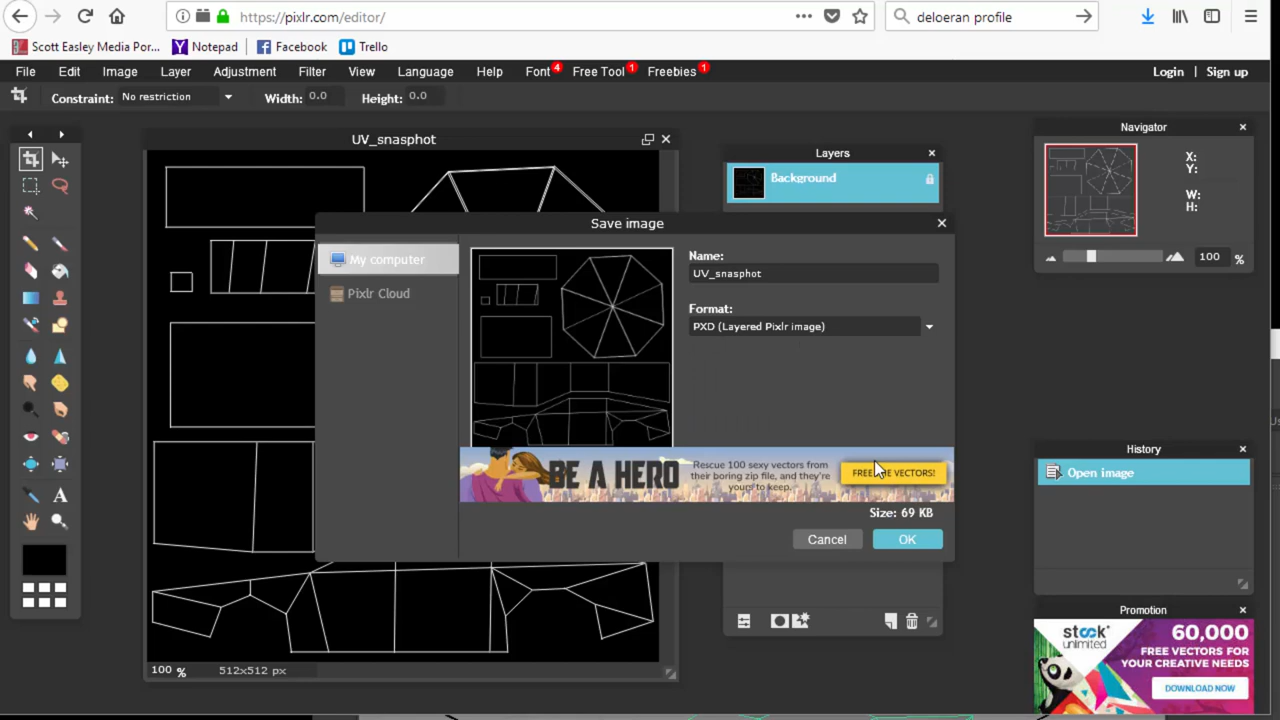 https://pixlr.com/editor/
deloeran profile
Scott Easley Media Por...
Notepad
Facebook
Trello
File Edit Image Layer Adjustment Filter View Language Help Font 4 Free Tool 1 Freebies 1
Login | Sign up
Constraint: No restriction Width: 0.0 Height: 0.0
UV_snasphot
Layers
Background
Navigator
X:
Y:
W:
H:
100 %
Save image
My computer
Pixlr Cloud
Name:
UV_snasphot
Format:
PXD (Layered Pixlr image)
BE A HERO
Rescue 100 sexy vectors from
their boring zip file, and they're
yours to keep.
FREE THE VECTORS!
Size: 69 KB
Cancel
OK
History
Open image
100 %
512x512 px
Promotion
stock
unlimited
60,000
FREE VECTORS FOR
YOUR CREATIVE NEEDS
DOWNLOAD NOW